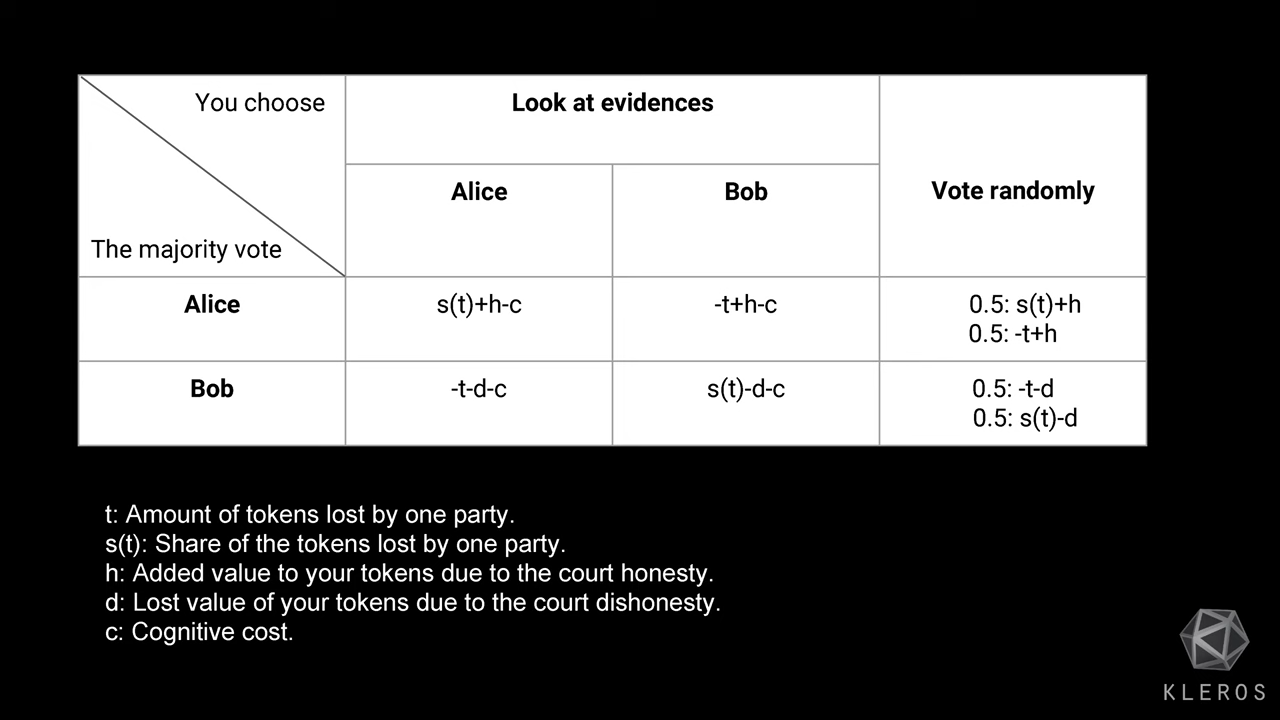 You choose
Look at evidences
Alice
Bob
Vote randomly
The majority vote
Alice
s(t)+h-c
-t+h-c
0.5: s(t)+h
0.5: -t+h
Bob
-t-d-c
s(t)-d-c
0.5: -t-d
0.5: s(t)-d
t: Amount of tokens lost by one party.
s(t): Share of the tokens lost by one party.
h: Added value to your tokens due to the court honesty.
d: Lost value of your tokens due to the court dishonesty.
c: Cognitive cost.
KLEROS